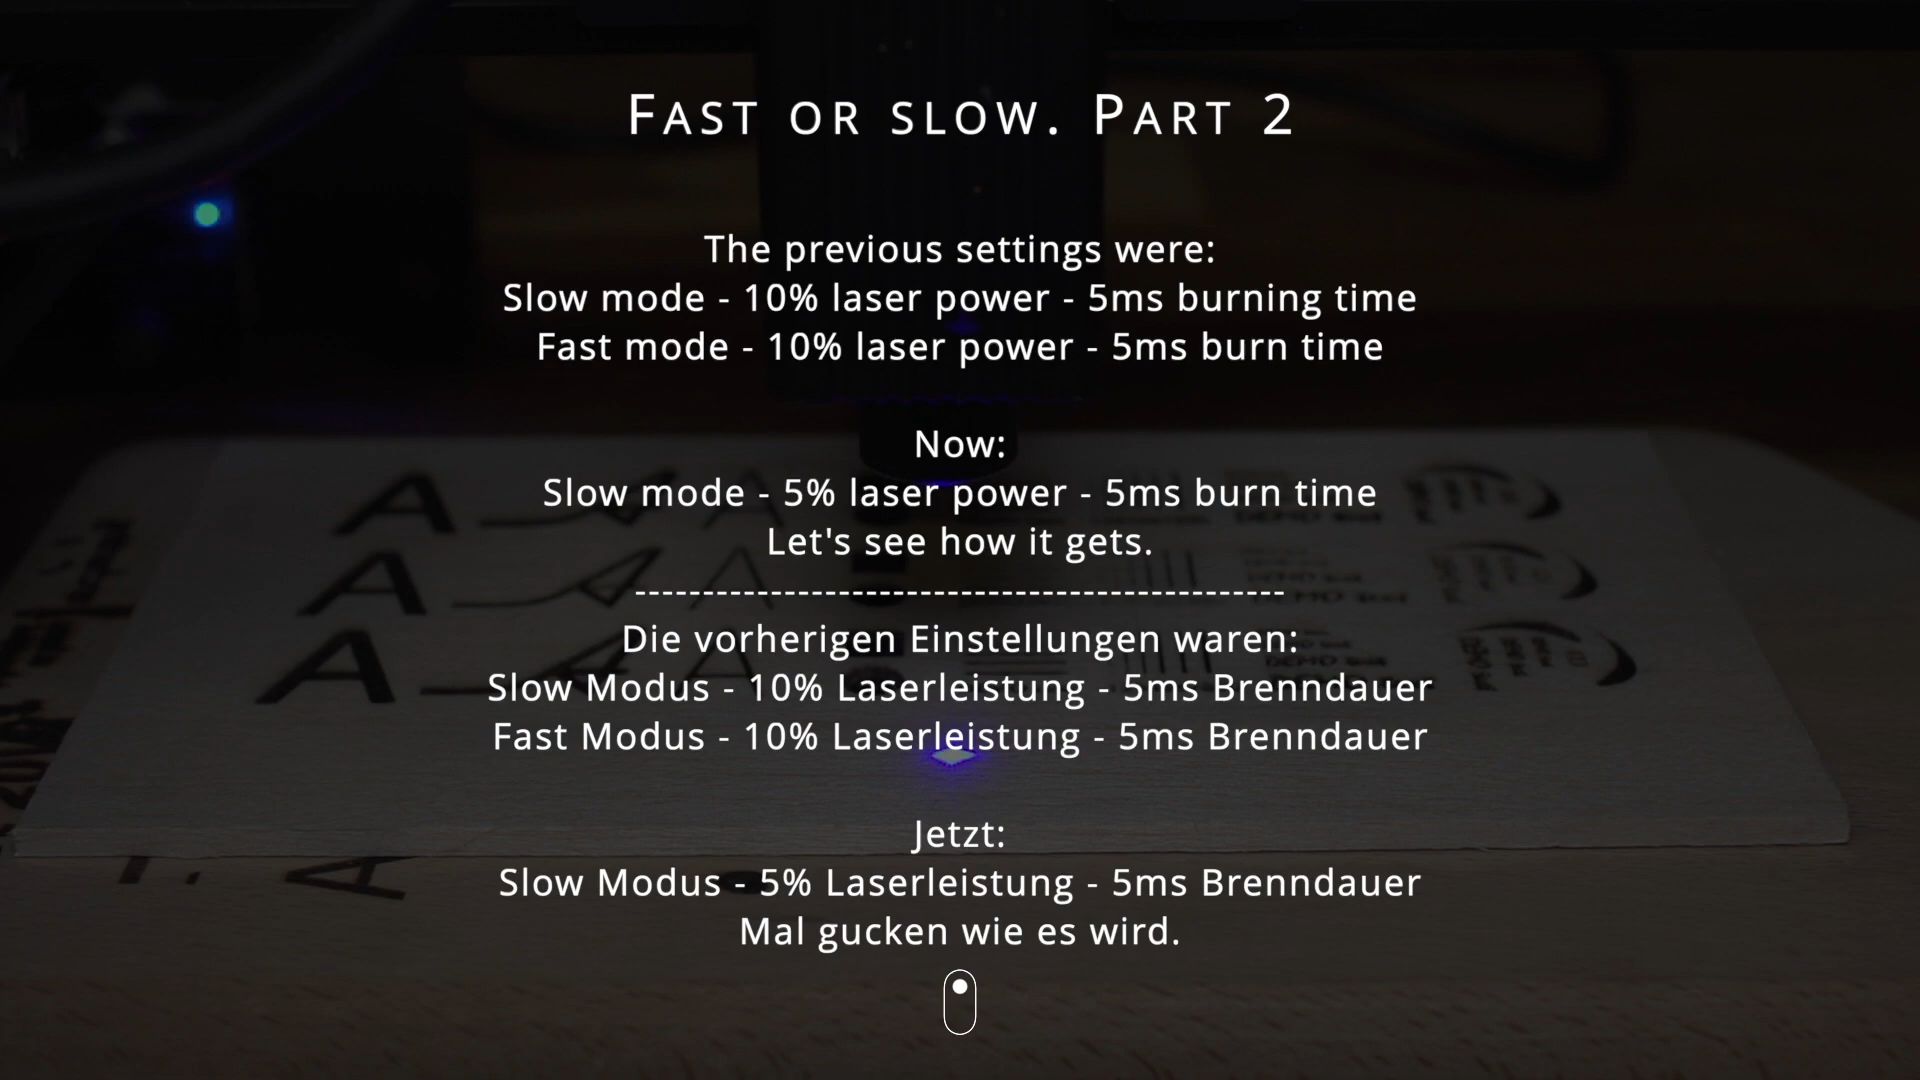 Fast or slow. Part 2
The previous settings were:
Slow mode - 10% laser power - 5ms burning time
Fast mode - 10% laser power - 5ms burn time
Now:
Slow mode - 5% laser power - 5ms burn time
Let's see how it gets.
------------------------------------------------
Die vorherigen Einstellungen waren:
Slow Modus - 10% Laserleistung - 5ms Brenndauer
Fast Modus - 10% Laserleistung - 5ms Brenndauer
Jetzt:
Slow Modus - 5% Laserleistung - 5ms Brenndauer
Mal gucken wie es wird.
A A A
A A A
A A A